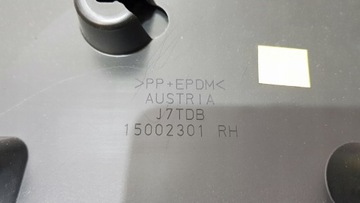 >PP+EPDM<
AUSTRIA
J7TDB
15002301 RH